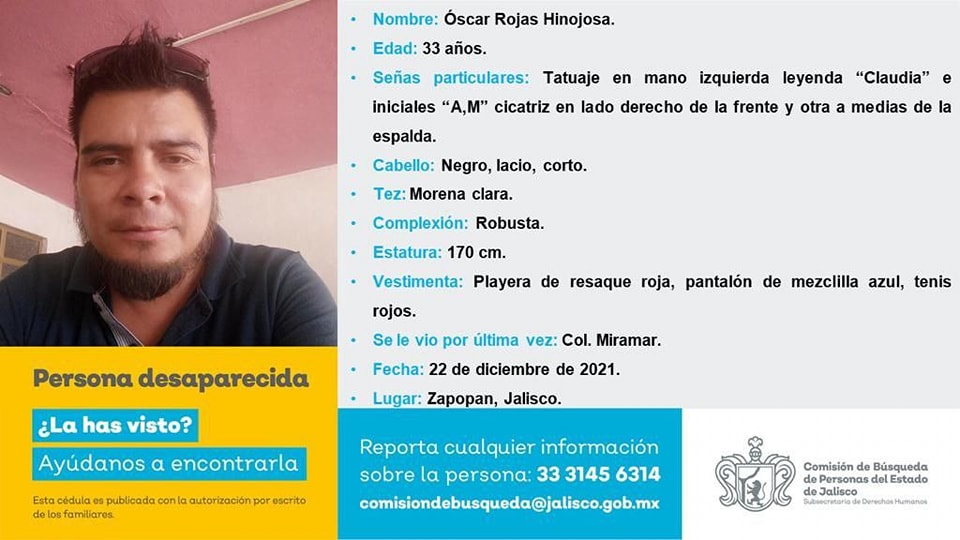 • Nombre: Óscar Rojas Hinojosa.
• Edad: 33 años.
• Señas particulares: Tatuaje en mano izquierda leyenda “Claudia” e
iniciales “A,M” cicatriz en lado derecho de la frente y otra a medias de la
espalda.
• Cabello: Negro, lacio, corto.
• Tez: Morena clara.
• Complexión: Robusta.
• Estatura: 170 cm.
• Vestimenta: Playera de resaque roja, pantalón de mezclilla azul, tenis
rojos.
• Se le vio por última vez: Col. Miramar.
• Fecha: 22 de diciembre de 2021.
• Lugar: Zapopan, Jalisco.
Persona desaparecida
¿La has visto?
Ayúdanos a encontrarla
Esta cédula es publicada con la autorización por escrito
de los familiares.
Reporta cualquier información
sobre la persona: 33 3145 6314
comisiondebusqueda@jalisco.gob.mx
Comisión de Búsqueda
de Personas del Estado
de Jalisco
Subsecretaría de Derechos Humanos